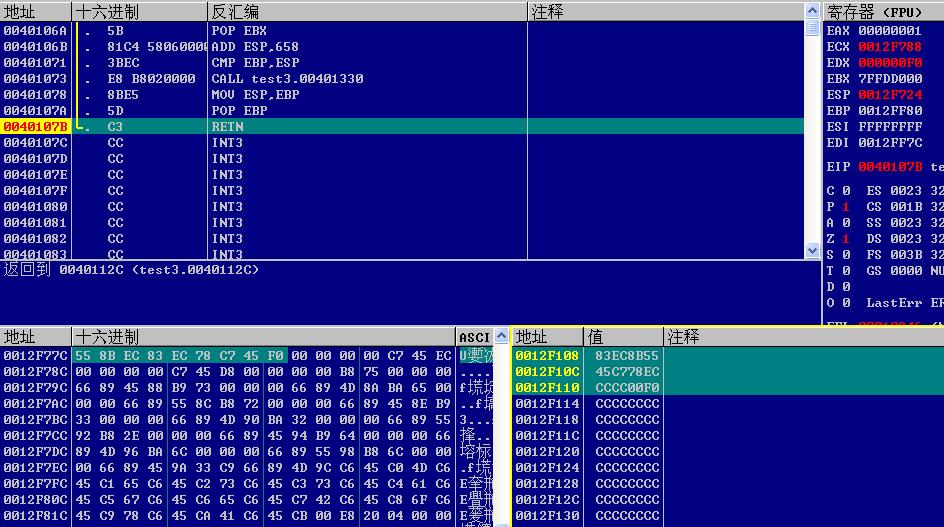 地址 十六进制 反汇编 注释
0040106A . 5B POP EBX
0040106B . 81C4 58060000 ADD ESP,658
00401071 . 3BEC CMP EBP,ESP
00401073 . E8 B8020000 CALL test3.00401330
00401078 . 8BE5 MOV ESP,EBP
0040107A . 5D POP EBP
0040107B . C3 RETN
0040107C CC INT3
0040107D CC INT3
0040107E CC INT3
0040107F CC INT3
00401080 CC INT3
00401081 CC INT3
00401082 CC INT3
00401083 CC INT3
返回到 0040112C (test3.0040112C)
寄存器 (FPU)
EAX 00000001
ECX 0012F788
EDX 000000F0
EBX 7FFDD000
ESP 0012F724
EBP 0012FF80
ESI FFFFFFFF
EDI 0012FF7C
EIP 0040107B te
C 0 ES 0023 32
P 1 CS 001B 32
A 0 SS 0023 32
Z 1 DS 0023 32
S 0 FS 003B 32
T 0 GS 0000 NU
D 0
O 0 LastErr ER
地址 十六进制 ASCI
0012F77C 55 8B EC 83 EC 78 C7 45 F0 00 00 00 00 C7 45 EC
0012F78C 00 00 00 00 C7 45 D8 00 00 00 00 B8 75 00 00 00 ....
0012F79C 66 89 45 88 B9 73 00 00 00 66 89 4D 8A BA 65 00
0012F7AC 00 00 66 89 55 8C B8 72 00 00 00 66 89 45 8E B9
0012F7BC 33 00 00 00 66 89 4D 90 BA 32 00 00 00 66 89 55
0012F7CC 92 B8 2E 00 00 00 66 89 45 94 B9 64 00 00 00 66
0012F7DC 89 4D 96 BA 6C 00 00 00 66 89 55 98 B8 6C 00 00
0012F7EC 00 66 89 45 9A 33 C9 66 89 4D 9C C6 45 C0 4D C6
0012F7FC 45 C1 65 C6 45 C2 73 C6 45 C3 73 C6 45 C4 61 C6
0012F80C 45 C5 67 C6 45 C6 65 C6 45 C7 42 C6 45 C8 6F C6
0012F81C 45 C9 78 C6 45 CA 41 C6 45 CB 00 E8 20 04 00 00
地址 值 注释
0012F108 83EC8B55
0012F10C 45C778EC
0012F110 CCCC00F0
0012F114 CCCCCCCC
0012F118 CCCCCCCC
0012F11C CCCCCCCC
0012F120 CCCCCCCC
0012F124 CCCCCCCC
0012F128 CCCCCCCC
0012F12C CCCCCCCC
0012F130 CCCCCCCC